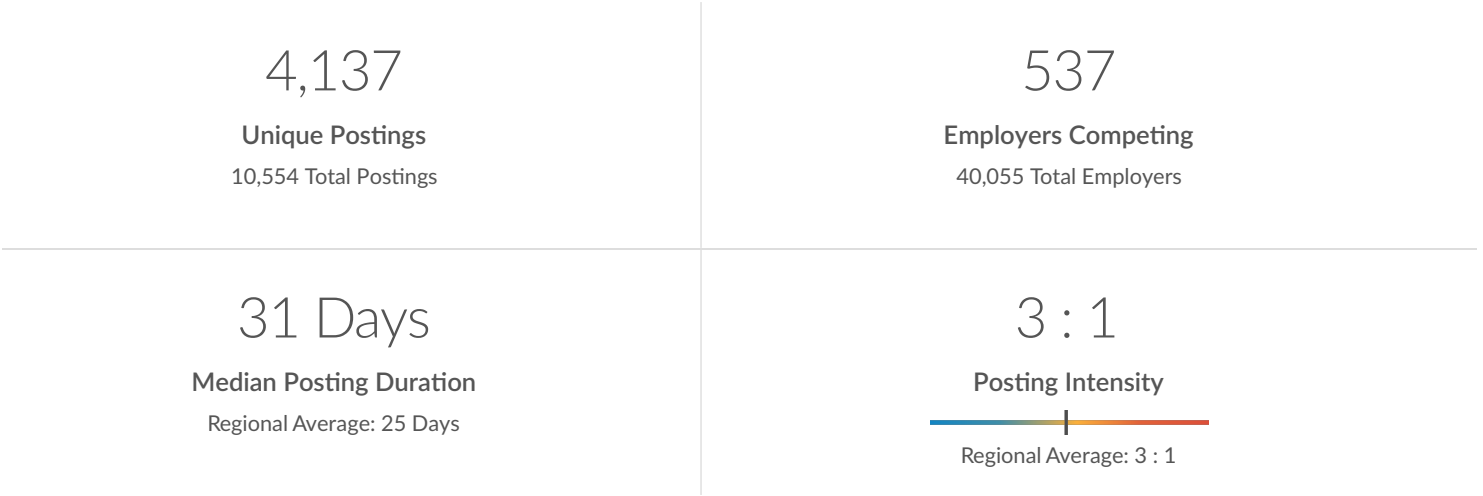 4,137
Unique Postings
10,554 Total Postings
537
Employers Competing
40,055 Total Employers
31 Days
Median Posting Duration
Regional Average: 25 Days
3 : 1
Posting Intensity
Regional Average: 3 : 1